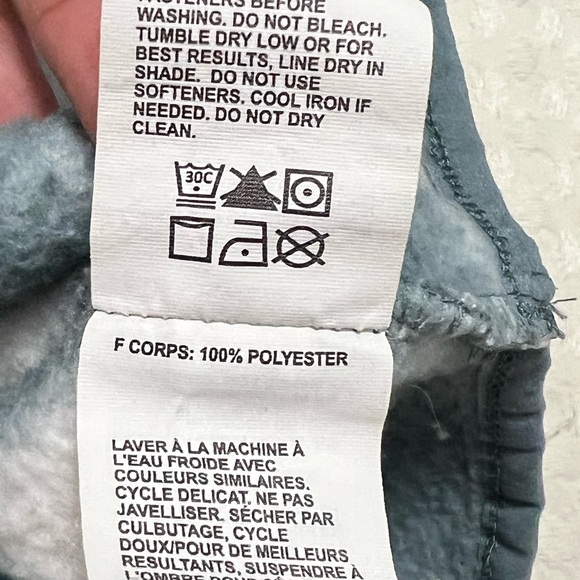 FASTENERS BEFORE
WASHING. DO NOT BLEACH.
TUMBLE DRY LOW OR FOR
BEST RESULTS, LINE DRY IN
SHADE. DO NOT USE
SOFTENERS. COOL IRON IF
NEEDED. DO NOT DRY
CLEAN.
30C
F CORPS: 100% POLYESTER
LAVER À LA MACHINE À
L'EAU FROIDE AVEC
COULEURS SIMILAIRES.
CYCLE DELICAT. NE PAS
JAVELLISER. SÉCHER PAR
CULBUTAGE, CYCLE
DOUX/POUR DE MEILLEURS
RESULTANTS, SUSPENDRE À